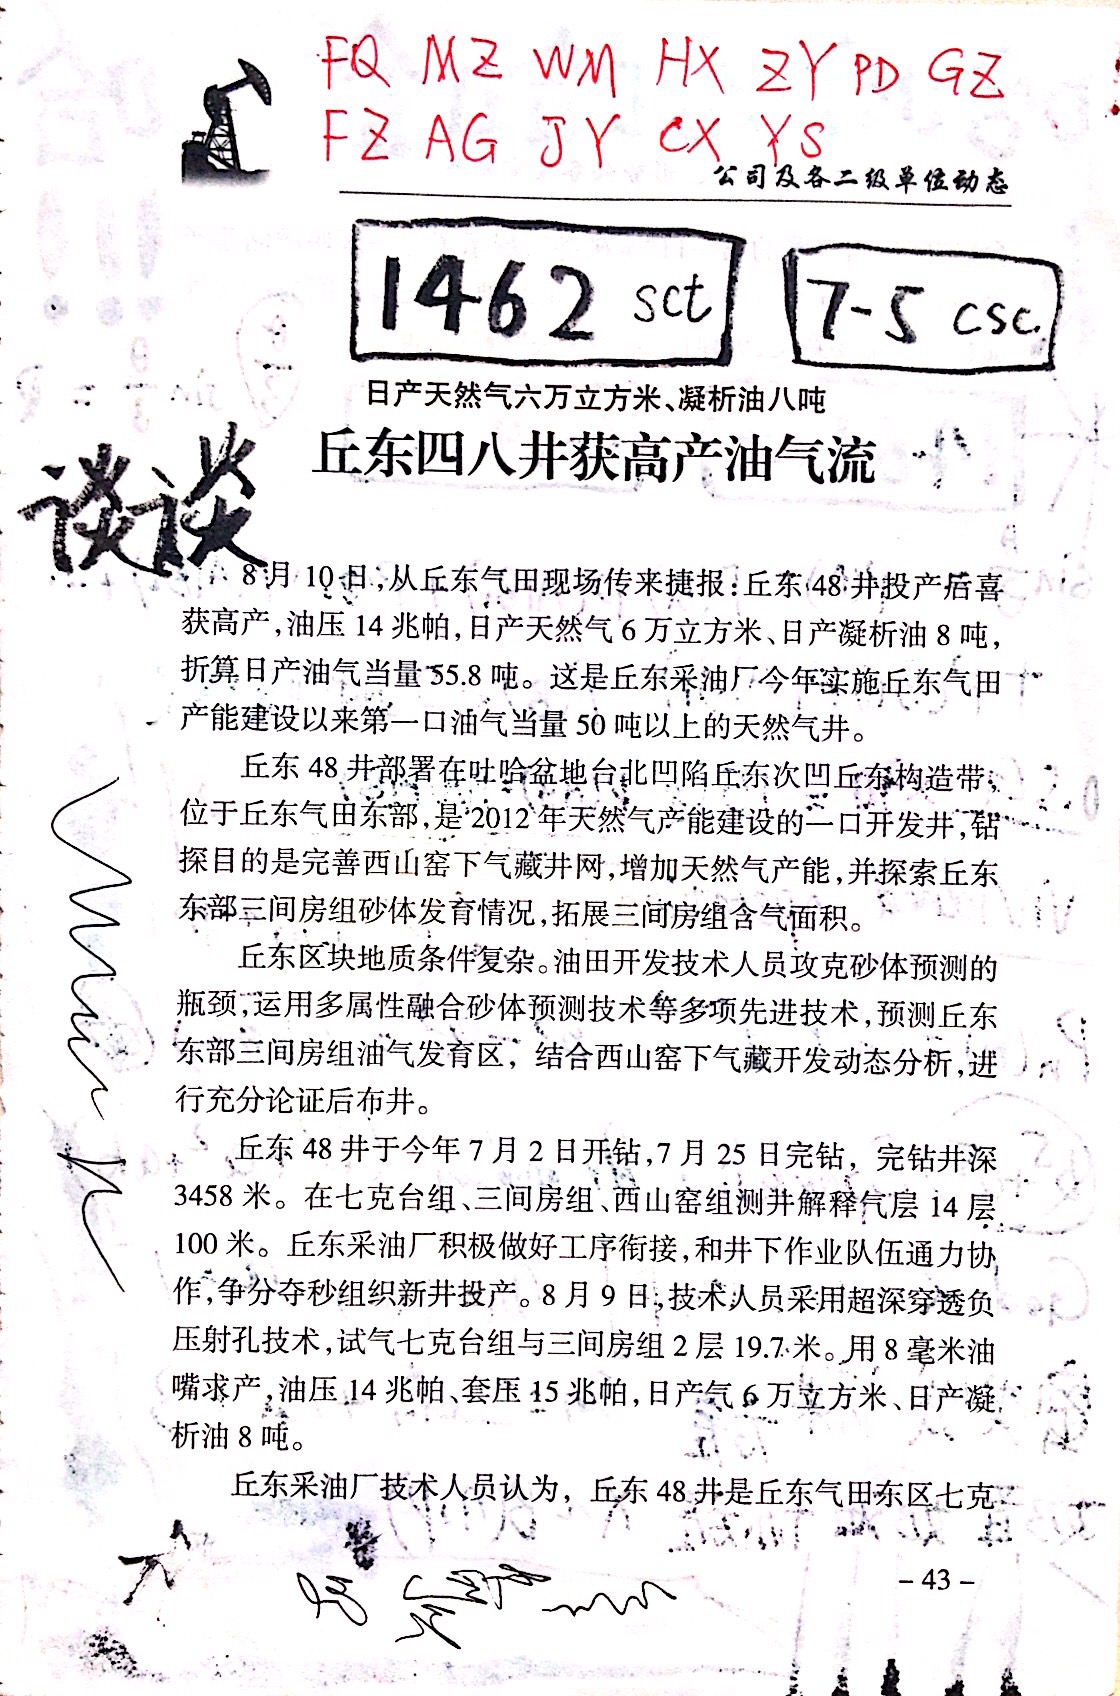 FQ MZ WM HX ZY PD GZ
FZ AG JY CX YS
公司及各二级单位动态
1462 sct
7-5 csc.
日产天然气六万立方米、凝析油八吨
丘东四八井获高产油气流
谈谈
8月10日,从丘东气田现场传来捷报:丘东48井投产后喜
获高产,油压14兆帕,日产天然气6万立方米、日产凝析油8吨,
折算日产油气当量55.8吨。这是丘东采油厂今年实施丘东气田
产能建设以来第一口油气当量50吨以上的天然气井。
丘东48井部署在吐哈盆地台北凹陷丘东次凹丘东构造带,
位于丘东气田东部,是2012年天然气产能建设的一口开发井,钻
探目的是完善西山窑下气藏井网,增加天然气产能,并探索丘东
东部三间房组砂体发育情况,拓展三间房组含气面积。
丘东区块地质条件复杂。油田开发技术人员攻克砂体预测的
瓶颈,运用多属性融合砂体预测技术等多项先进技术,预测丘东
东部三间房组油气发育区,结合西山窑下气藏开发动态分析,进
行充分论证后布井。
丘东48井于今年7月2日开钻,7月25日完钻,完钻井深
3458米。在七克台组、三间房组、西山窑组测井解释气层14层
100米。丘东采油厂积极做好工序衔接,和井下作业队伍通力协
作,争分夺秒组织新井投产。8月9日,技术人员采用超深穿透负
压射孔技术,试气七克台组与三间房组2层19.7米。用8毫米油
嘴求产,油压14兆帕、套压15兆帕,日产气6万立方米、日产凝
析油8吨。
丘东采油厂技术人员认为,丘东48井是丘东气田东区七克
- 43 -